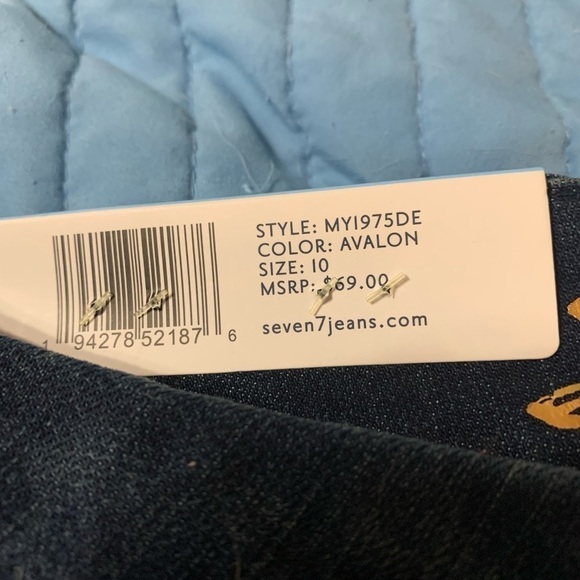 STYLE: MY1975DE
COLOR: AVALON
SIZE: 10
MSRP: $69.00
seven7jeans.com
1 94278 52187 6